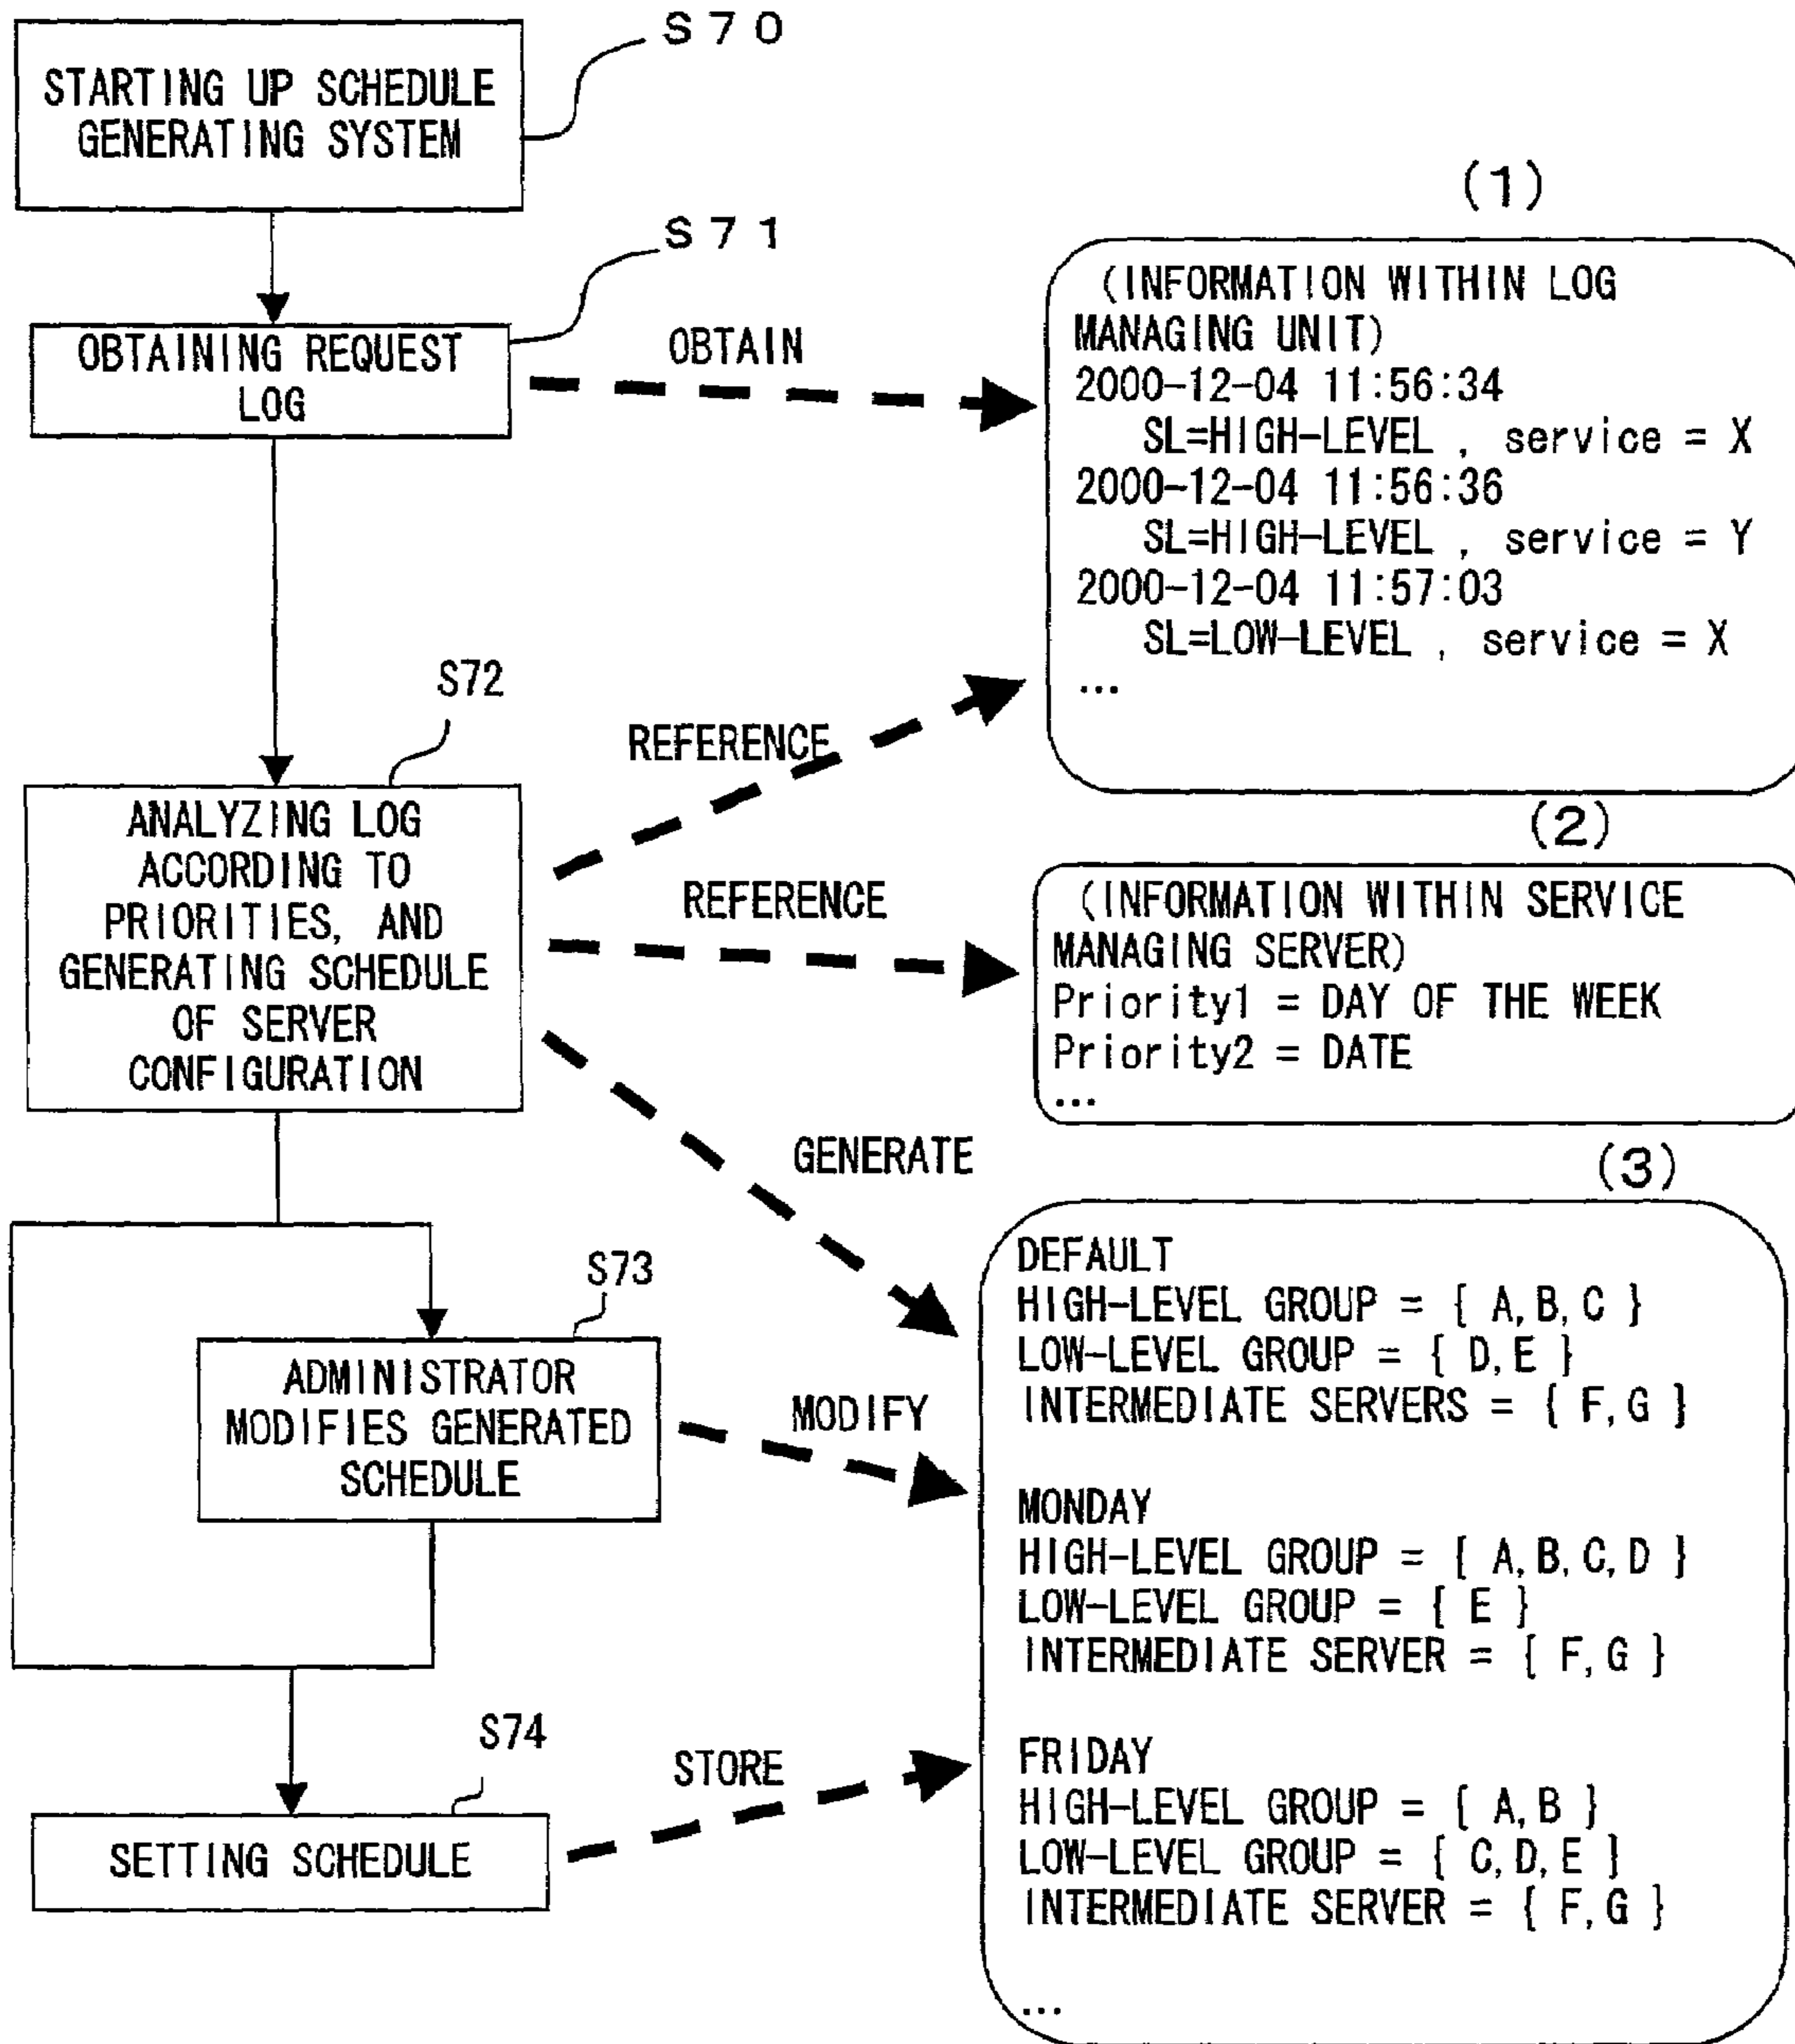 S70
STARTING UP SCHEDULE
GENERATING SYSTEM
S71
OBTAINING REQUEST
LOG
OBTAIN
(1)
(INFORMATION WITHIN LOG
MANAGING UNIT)
2000-12-04 11:56:34
SL=HIGH-LEVEL , service = X
2000-12-04 11:56:36
SL=HIGH-LEVEL , service = Y
2000-12-04 11:57:03
SL=LOW-LEVEL , service = X
...
S72
ANALYZING LOG
ACCORDING TO
PRIORITIES, AND
GENERATING SCHEDULE
OF SERVER
CONFIGURATION
REFERENCE
REFERENCE
GENERATE
(2)
(INFORMATION WITHIN SERVICE
MANAGING SERVER)
Priority1 = DAY OF THE WEEK
Priority2 = DATE
...
S73
ADMINISTRATOR
MODIFIES GENERATED
SCHEDULE
MODIFY
S74
SETTING SCHEDULE
STORE
(3)
DEFAULT
HIGH-LEVEL GROUP = { A,B,C }
LOW-LEVEL GROUP = { D,E }
INTERMEDIATE SERVERS = { F,G }
MONDAY
HIGH-LEVEL GROUP = { A,B,C,D }
LOW-LEVEL GROUP = { E }
INTERMEDIATE SERVER = { F,G }
FRIDAY
HIGH-LEVEL GROUP = { A,B }
LOW-LEVEL GROUP = { C,D,E }
INTERMEDIATE SERVER = { F,G }
...